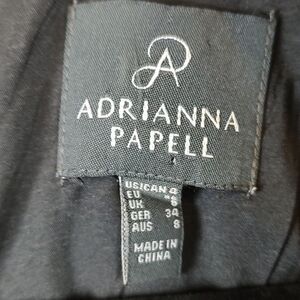 ADRIANNA
PAPELL
US/CAN 4
EU
UK 8
GER 34
AUS 8
MADE IN
CHINA